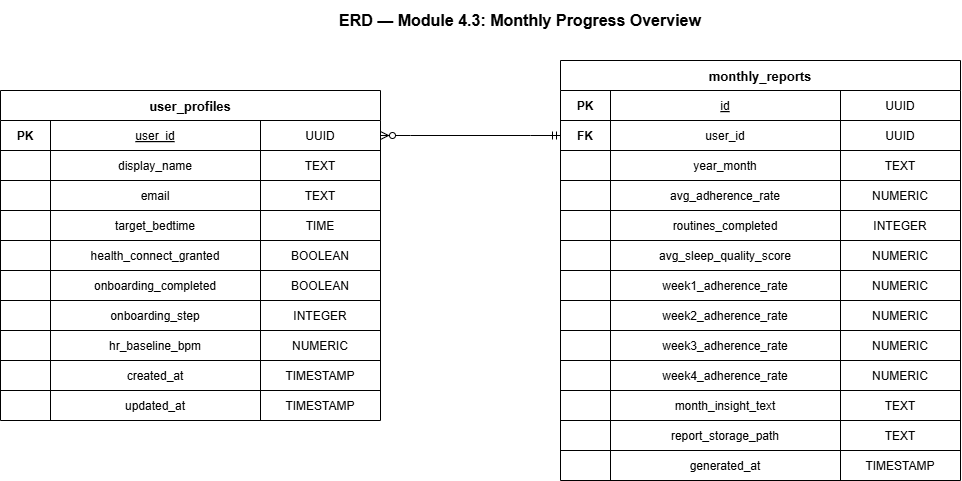 ERD — Module 4.3: Monthly Progress Overview
user_profiles
PK user_id UUID
display_name TEXT
email TEXT
target_bedtime TIME
health_connect_granted BOOLEAN
onboarding_completed BOOLEAN
onboarding_step INTEGER
hr_baseline_bpm NUMERIC
created_at TIMESTAMP
updated_at TIMESTAMP
monthly_reports
PK id UUID
FK user_id UUID
year_month TEXT
avg_adherence_rate NUMERIC
routines_completed INTEGER
avg_sleep_quality_score NUMERIC
week1_adherence_rate NUMERIC
week2_adherence_rate NUMERIC
week3_adherence_rate NUMERIC
week4_adherence_rate NUMERIC
month_insight_text TEXT
report_storage_path TEXT
generated_at TIMESTAMP